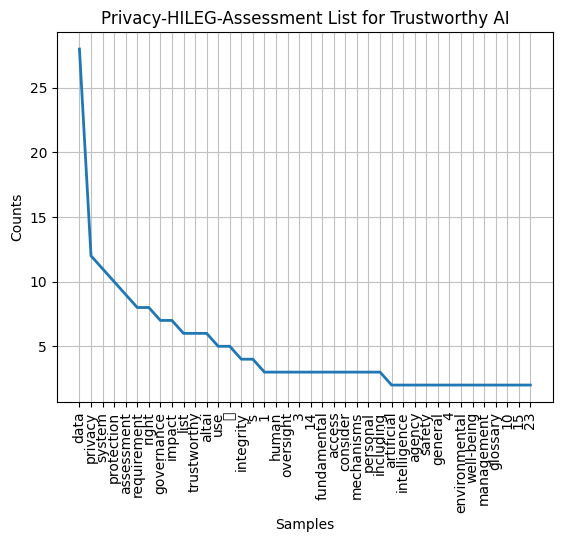 Privacy-HILEG-Assessment List for Trustworthy AI
Counts
25
20
15
10
5
data
privacy
system
protection
assessment
requirement
right
governance
impact
list
trustworthy
altai
use
integrity
s
1
human
oversight
3
14
fundamental
access
consider
mechanisms
personal
including
artificial
intelligence
agency
safety
general
4
environmental
well-being
management
glossary
10
15
23
Samples